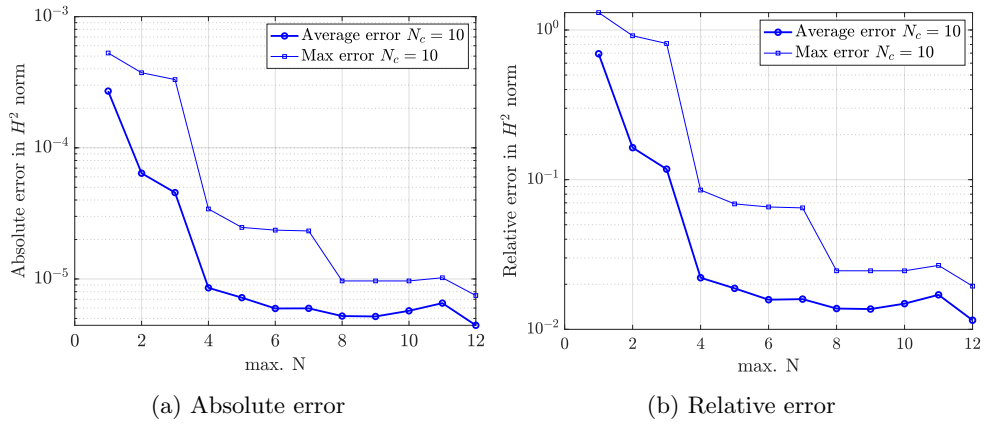 10^{-3}
10^{-4}
10^{-5}
Absolute error in H^2 norm
Average error N_c = 10
Max error N_c = 10
0 2 4 6 8 10 12
max. N
(a) Absolute error
10^0
10^{-1}
10^{-2}
Relative error in H^2 norm
Average error N_c = 10
Max error N_c = 10
0 2 4 6 8 10 12
max. N
(b) Relative error